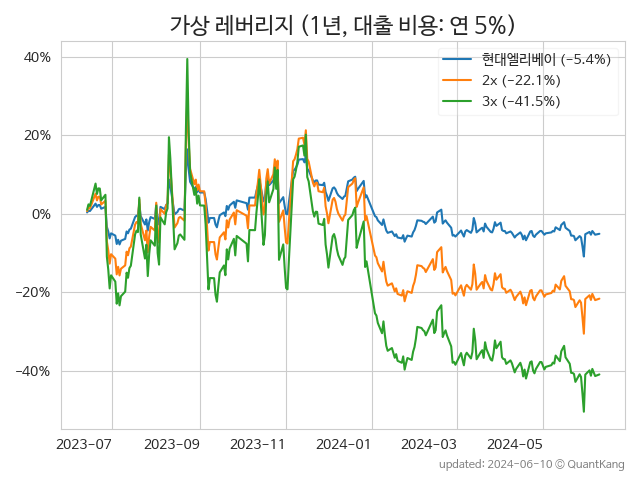 가상 레버리지 (1년, 대출 비용: 연 5%)
현대엘리베이 (−5.4%)
2x (−22.1%)
3x (−41.5%)
40%
20%
0%
−20%
−40%
2023-07 2023-09 2023-11 2024-01 2024-03 2024-05
updated: 2024-06-10 © QuantKang